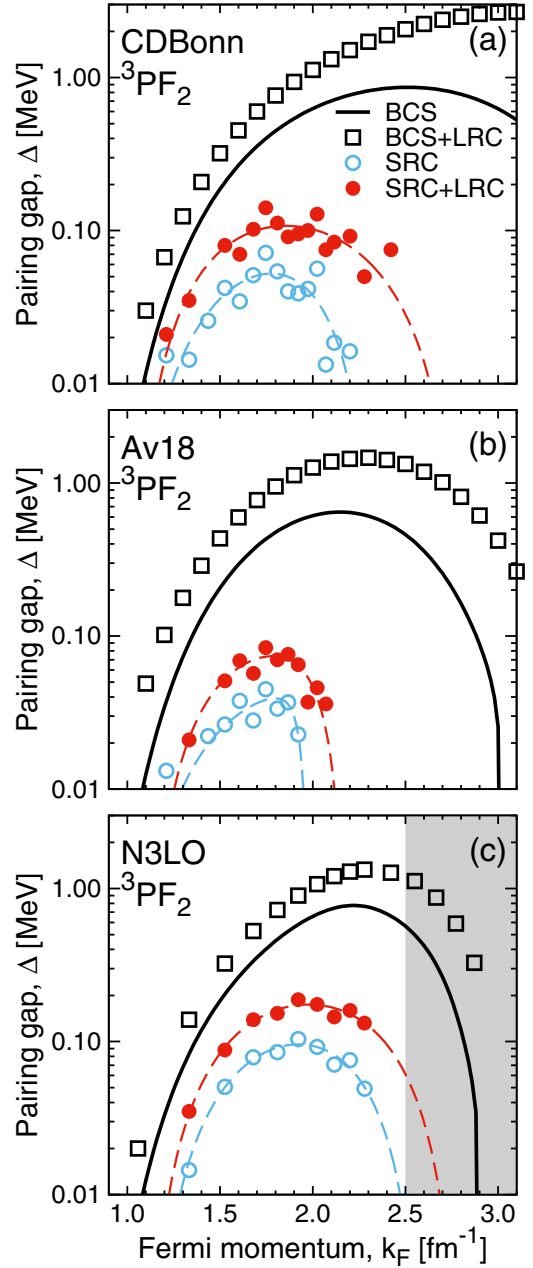 CDBonn (a)
³PF₂
BCS
BCS+LRC
SRC
SRC+LRC
1.00
0.10
0.01
Pairing gap, Δ [MeV]
Av18 (b)
³PF₂
1.00
0.10
0.01
Pairing gap, Δ [MeV]
N3LO (c)
³PF₂
1.00
0.10
0.01
Pairing gap, Δ [MeV]
1.0 1.5 2.0 2.5 3.0
Fermi momentum, k_F [fm⁻¹]